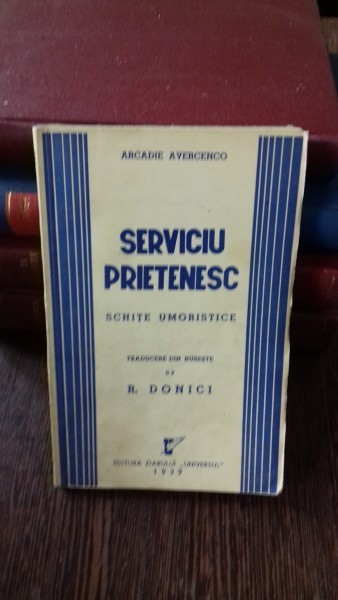 ARCADIE AVERCENCO
SERVICIU
PRIETENESC
SCHIȚE UMORISTICE
TRADUCERE DIN RUSEȘTE
DE
R. DONICI
EDITURA ZIARULUI „UNIVERSUL"
1939